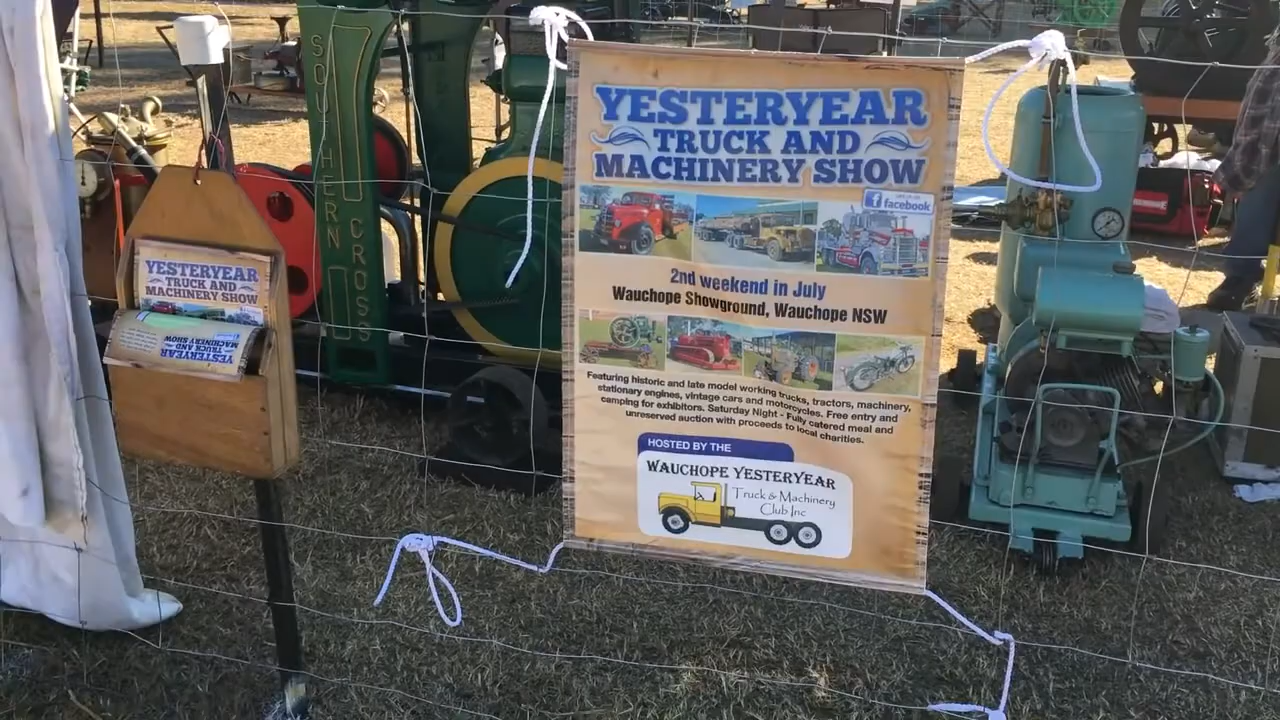 SOUTHERN CROSS
YESTERYEAR
TRUCK AND
MACHINERY SHOW
YESTERYEAR
TRUCK AND
MACHINERY SHOW
YESTERYEAR
TRUCK AND
MACHINERY SHOW
facebook
2nd weekend in July
Wauchope Showground, Wauchope NSW
Featuring historic and late model working trucks, tractors, machinery,
stationary engines, vintage cars and motorcycles. Free entry and
camping for exhibitors. Saturday Night - Fully catered meal and
unreserved auction with proceeds to local charities.
HOSTED BY THE
WAUCHOPE YESTERYEAR
Truck & Machinery
Club Inc